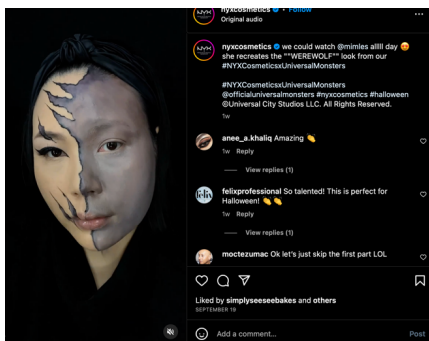 nyxcosmetics • Follow
Original audio
nyxcosmetics we could watch @mimles alllll day 😍
she recreates the ""WEREWOLF"" look from our
#NYXCosmeticsxUniversalMonsters
#NYXCosmeticsxUniversalMonsters
@officialuniversalmonsters #nyxcosmetics #halloween
©Universal City Studios LLC. All Rights Reserved.
1w
anee_a.khaliq Amazing 👏
1w Reply
View replies (1)
felix
felixprofessional So talented! This is perfect for
Halloween! 👏👏
1w Reply
View replies (1)
moctezumac Ok let's just skip the first part LOL
Liked by simplyseeseebakes and others
SEPTEMBER 19
Add a comment... Post